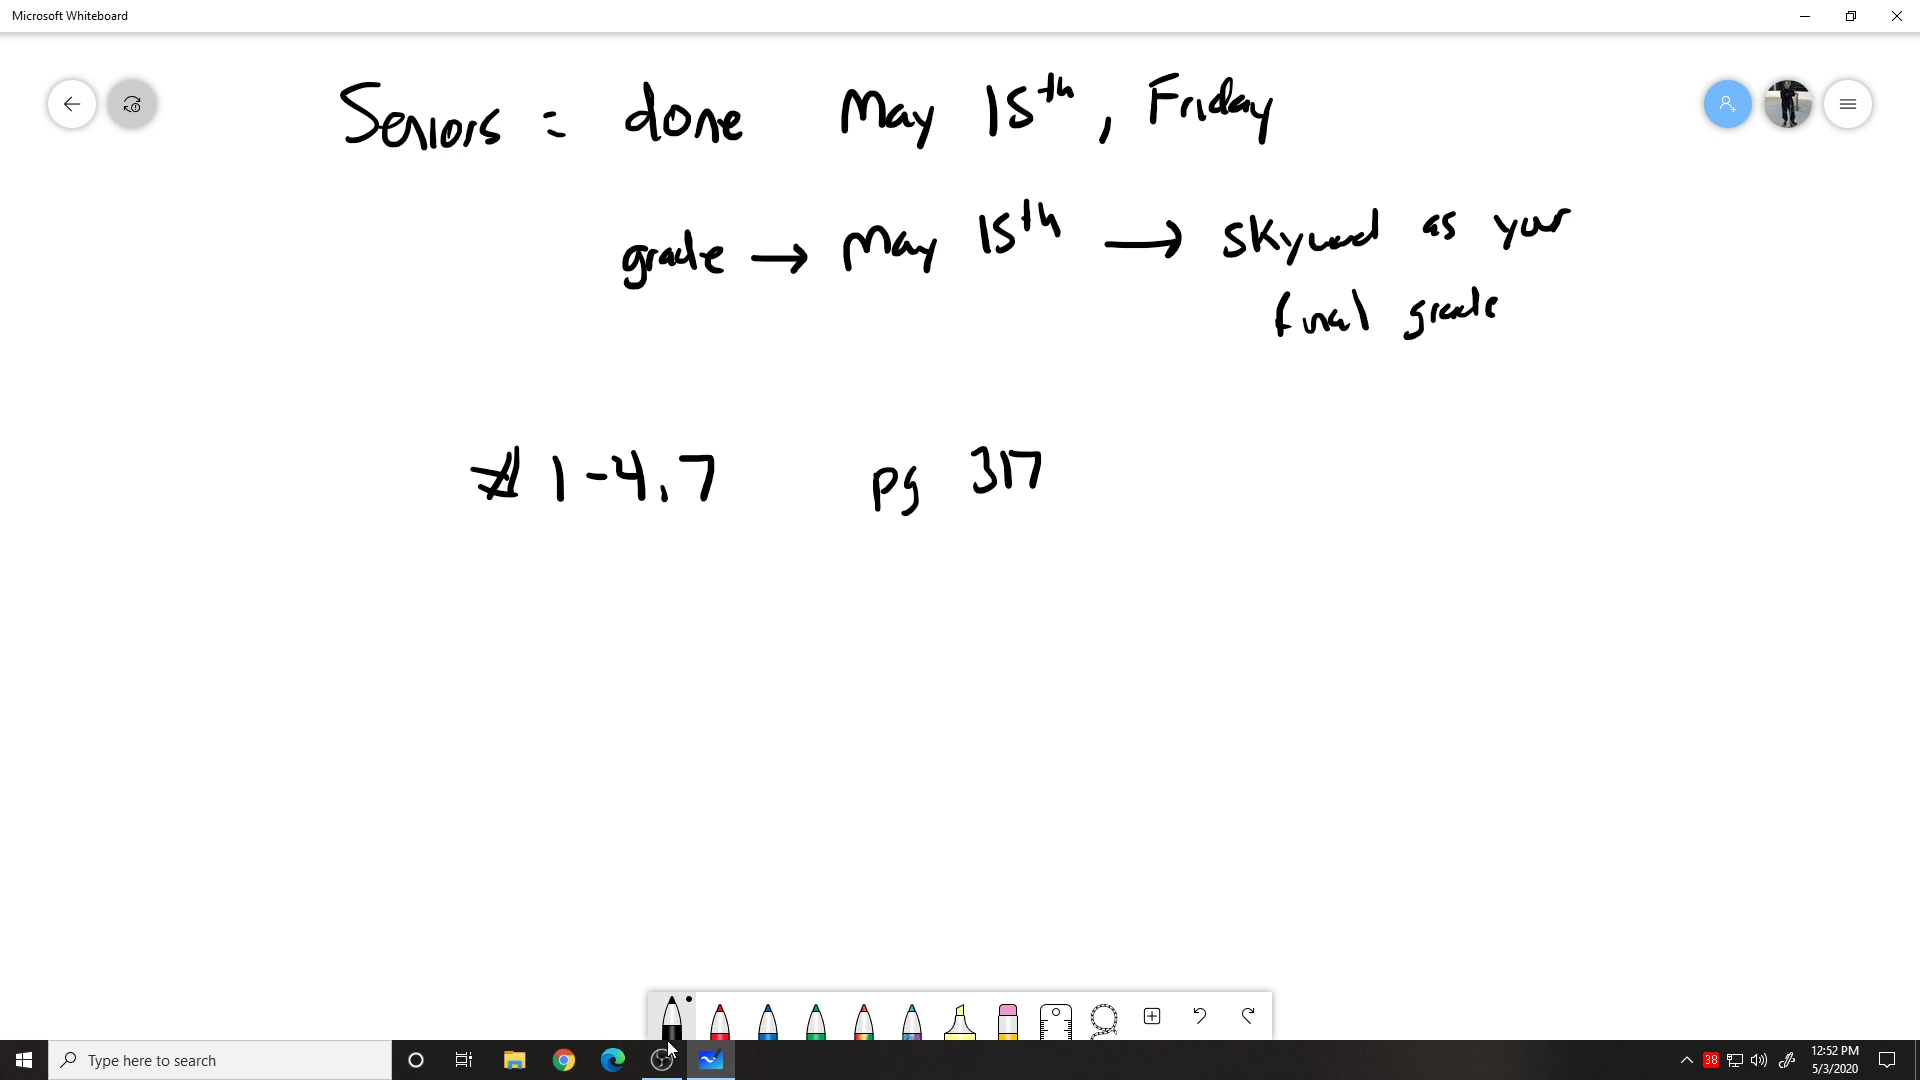 Microsoft Whiteboard
Seniors = done May 15th, Friday
grade → May 15th → skyward as your
final grade
# 1-4,7 pg 317
Type here to search
38
12:52 PM
5/3/2020